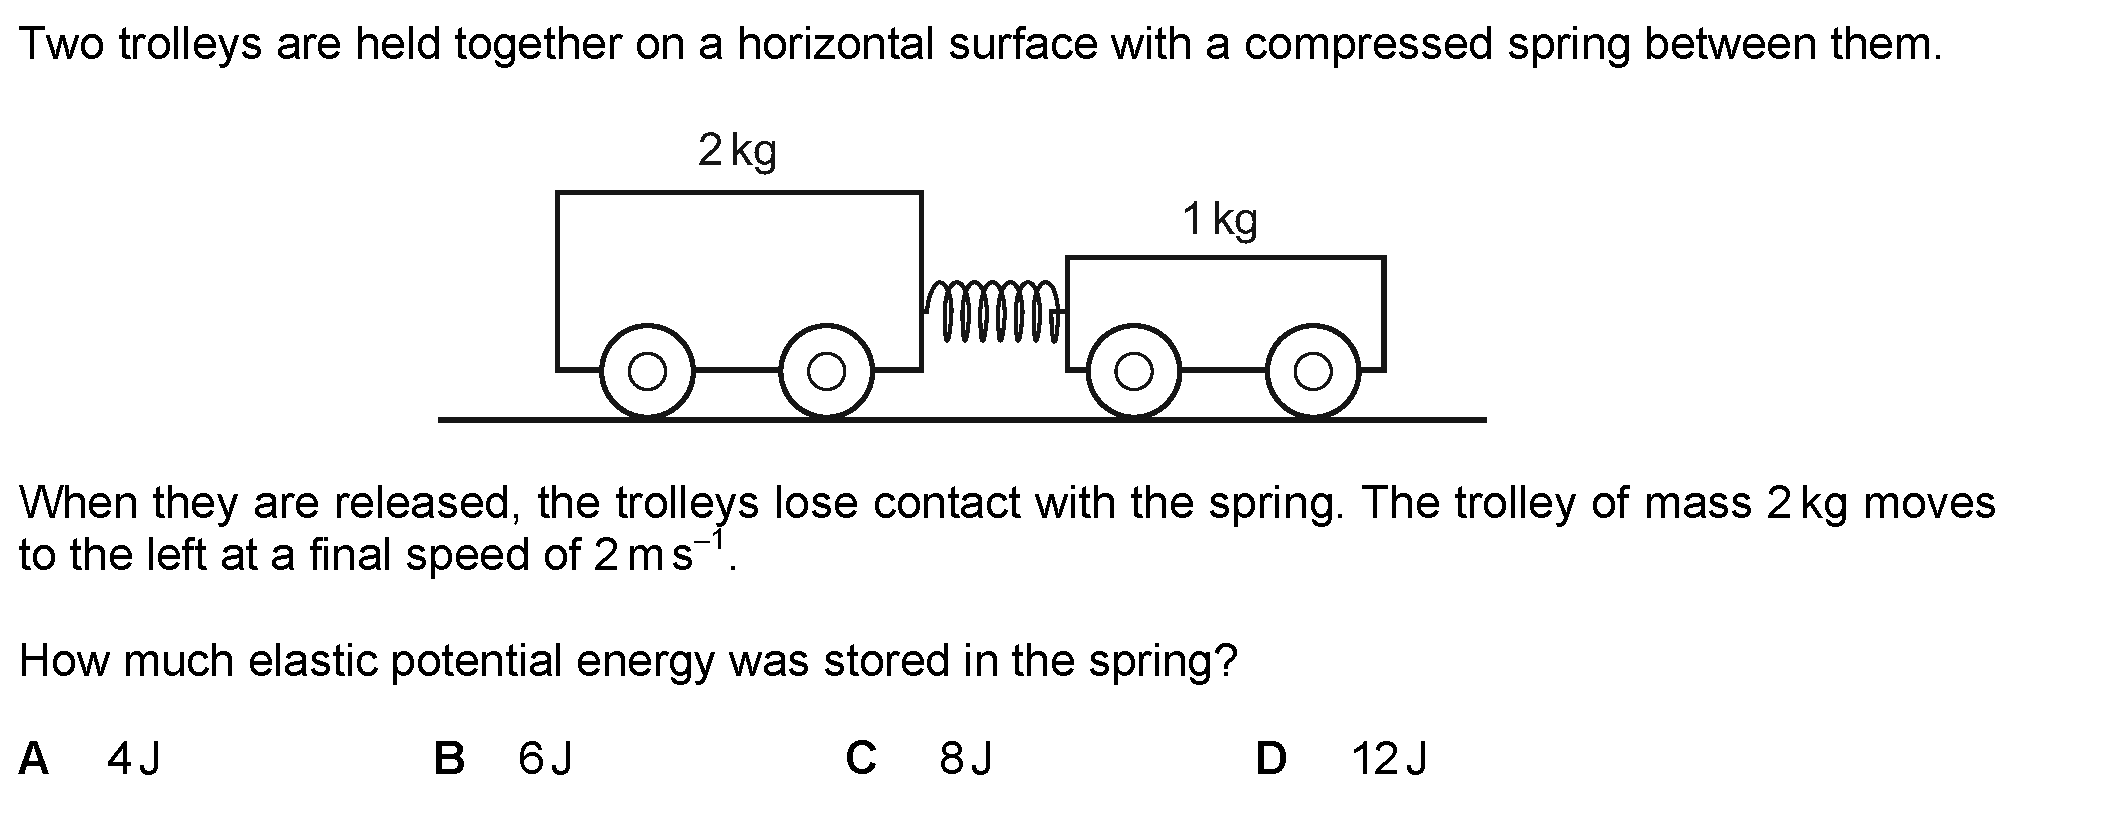 Two trolleys are held together on a horizontal surface with a compressed spring between them.
2 kg
1 kg
When they are released, the trolleys lose contact with the spring. The trolley of mass 2 kg moves
to the left at a final speed of 2 m s⁻¹.
How much elastic potential energy was stored in the spring?
A 4 J B 6 J C 8 J D 12 J